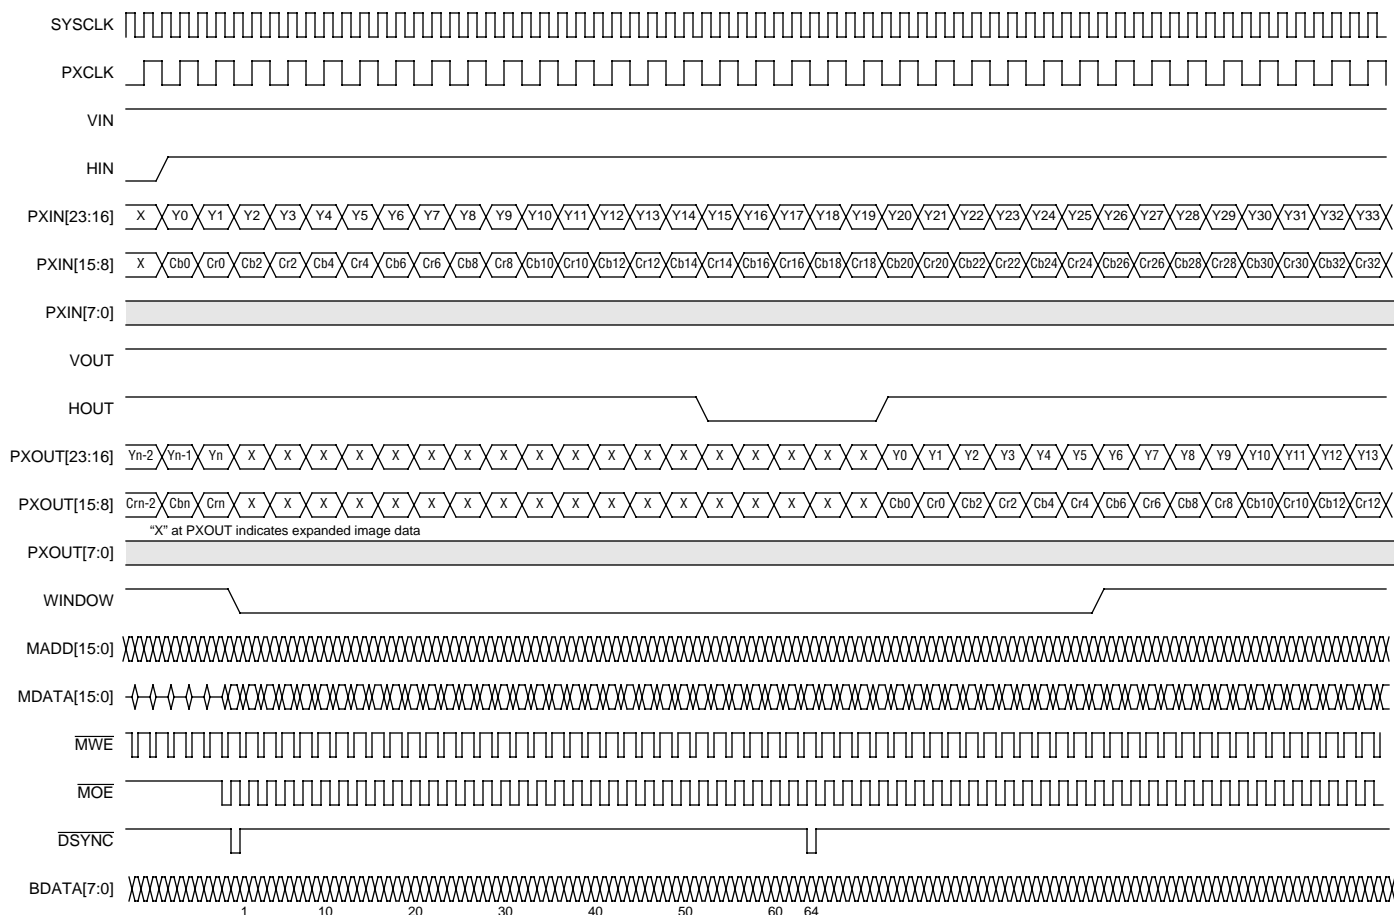 SYSCLK
PXCLK
VIN
HIN
PXIN[23:16] X Y0 Y1 Y2 Y3 Y4 Y5 Y6 Y7 Y8 Y9 Y10 Y11 Y12 Y13 Y14 Y15 Y16 Y17 Y18 Y19 Y20 Y21 Y22 Y23 Y24 Y25 Y26 Y27 Y28 Y29 Y30 Y31 Y32 Y33
PXIN[15:8] X Cb0 Cr0 Cb2 Cr2 Cb4 Cr4 Cb6 Cr6 Cb8 Cr8 Cb10 Cr10 Cb12 Cr12 Cb14 Cr14 Cb16 Cr16 Cb18 Cr18 Cb20 Cr20 Cb22 Cr22 Cb24 Cr24 Cb26 Cr26 Cb28 Cr28 Cb30 Cr30 Cb32 Cr32
PXIN[7:0]
VOUT
HOUT
PXOUT[23:16] Yn-2 Yn-1 Yn X X X X X X X X X X X X X X X X X X Y0 Y1 Y2 Y3 Y4 Y5 Y6 Y7 Y8 Y9 Y10 Y11 Y12 Y13
PXOUT[15:8] Crn-2 Cbn Crn X X X X X X X X X X X X X X X X X X Cb0 Cr0 Cb2 Cr2 Cb4 Cr4 Cb6 Cr6 Cb8 Cr8 Cb10 Cr10 Cb12 Cr12
“X” at PXOUT indicates expanded image data
PXOUT[7:0]
WINDOW
MADD[15:0]
MDATA[15:0]
MWE
MOE
DSYNC
BDATA[7:0]
1 10 20 30 40 50 60 64